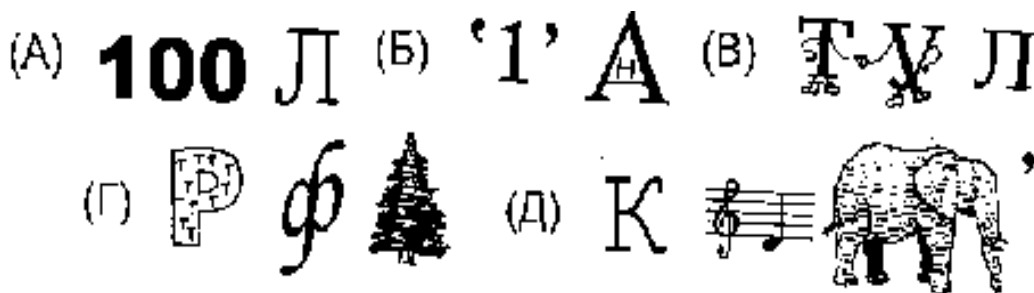 (А) 100 Л (Б) ‘1’ А Н (В) Т У Л
(Г) Р Т Т Т Т Т Т Т Т Т ф (Д) К ’